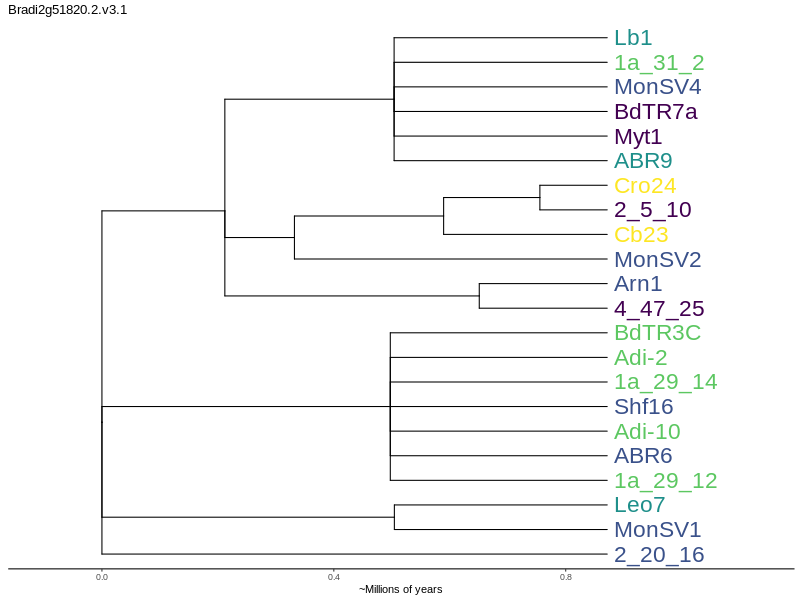 Bradi2g51820.2.v3.1
Lb1
1a_31_2
MonSV4
BdTR7a
Myt1
ABR9
Cro24
2_5_10
Cb23
MonSV2
Arn1
4_47_25
BdTR3C
Adi-2
1a_29_14
Shf16
Adi-10
ABR6
1a_29_12
Leo7
MonSV1
2_20_16
0.0 0.4 0.8
~Millions of years